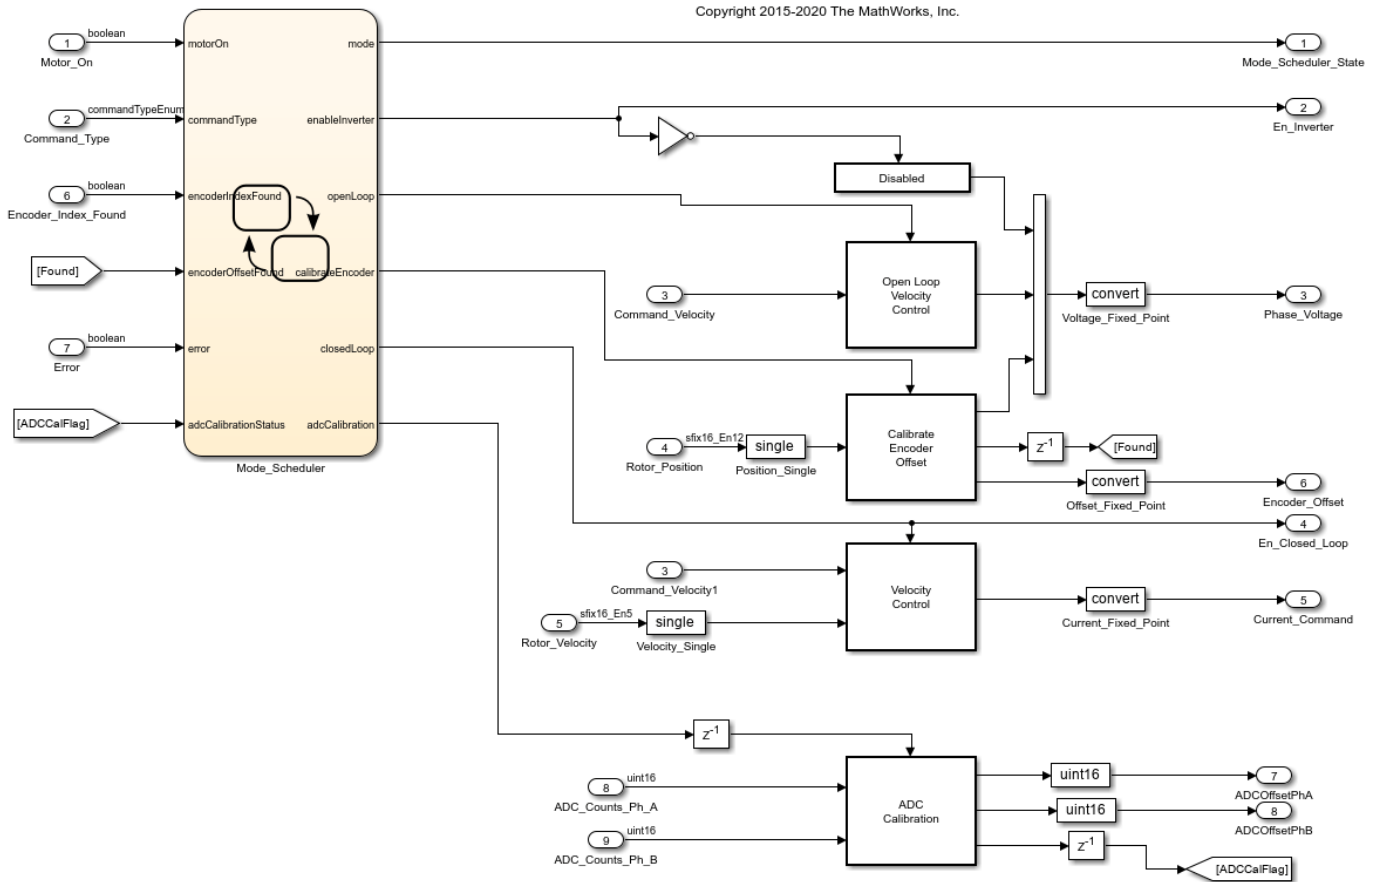 Copyright 2015-2020 The MathWorks, Inc.
1
boolean
Motor_On
motorOn
mode
1
Mode_Scheduler_State
2
commandTypeEnum
Command_Type
commandType
enableInverter
2
En_Inverter
Disabled
6
boolean
Encoder_Index_Found
encoderIndexFound
openLoop
[Found]
encoderOffsetFound
calibrateEncoder
3
Command_Velocity
Open Loop
Velocity
Control
convert
Voltage_Fixed_Point
3
Phase_Voltage
7
boolean
Error
error
closedLoop
[ADCCalFlag]
adcCalibrationStatus
adcCalibration
Mode_Scheduler
4
sfix16_En12
Rotor_Position
single
Position_Single
Calibrate
Encoder
Offset
z-1
[Found]
convert
Offset_Fixed_Point
6
Encoder_Offset
4
En_Closed_Loop
3
Command_Velocity1
5
sfix16_En5
Rotor_Velocity
single
Velocity_Single
Velocity
Control
convert
Current_Fixed_Point
5
Current_Command
z-1
8
uint16
ADC_Counts_Ph_A
9
uint16
ADC_Counts_Ph_B
ADC
Calibration
uint16
7
ADCOffsetPhA
uint16
8
ADCOffsetPhB
z-1
[ADCCalFlag]